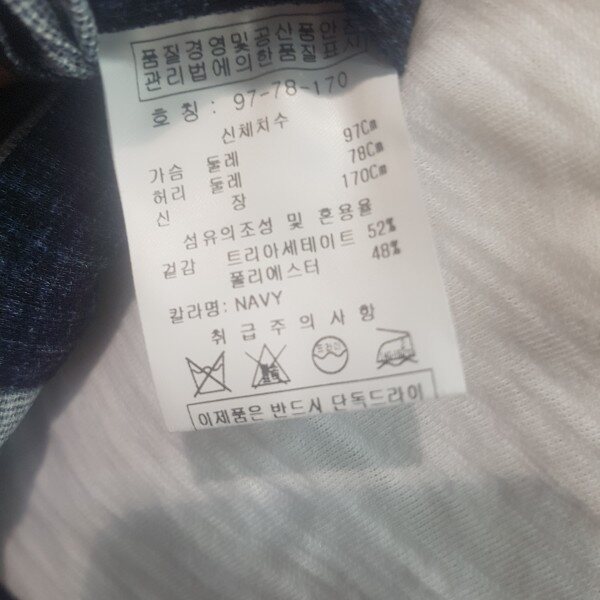 품질경영및공산품안전
관리법에의한품질표시
호 칭 : 97-78-170
신체치수
가슴 둘레 97Cm
허리 둘레 78Cm
신 장 170Cm
섬유의조성 및 혼용율
겉감 트리아세테이트 52%
폴리에스터 48%
칼라명: NAVY
취 급 주 의 사 항
드라이
이제품은 반드시 단독드라이